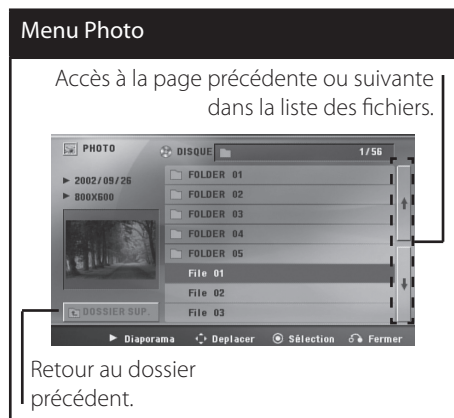 Menu Photo
Accès à la page précédente ou suivante
dans la liste des fichiers.
PHOTO
DISQUE
1/56
2002/09/26
800X600
FOLDER 01
FOLDER 02
FOLDER 03
FOLDER 04
FOLDER 05
File 01
File 02
File 03
DOSSIER SUP.
Diaporama Deplacer Sélection Fermer
Retour au dossier
précédent.